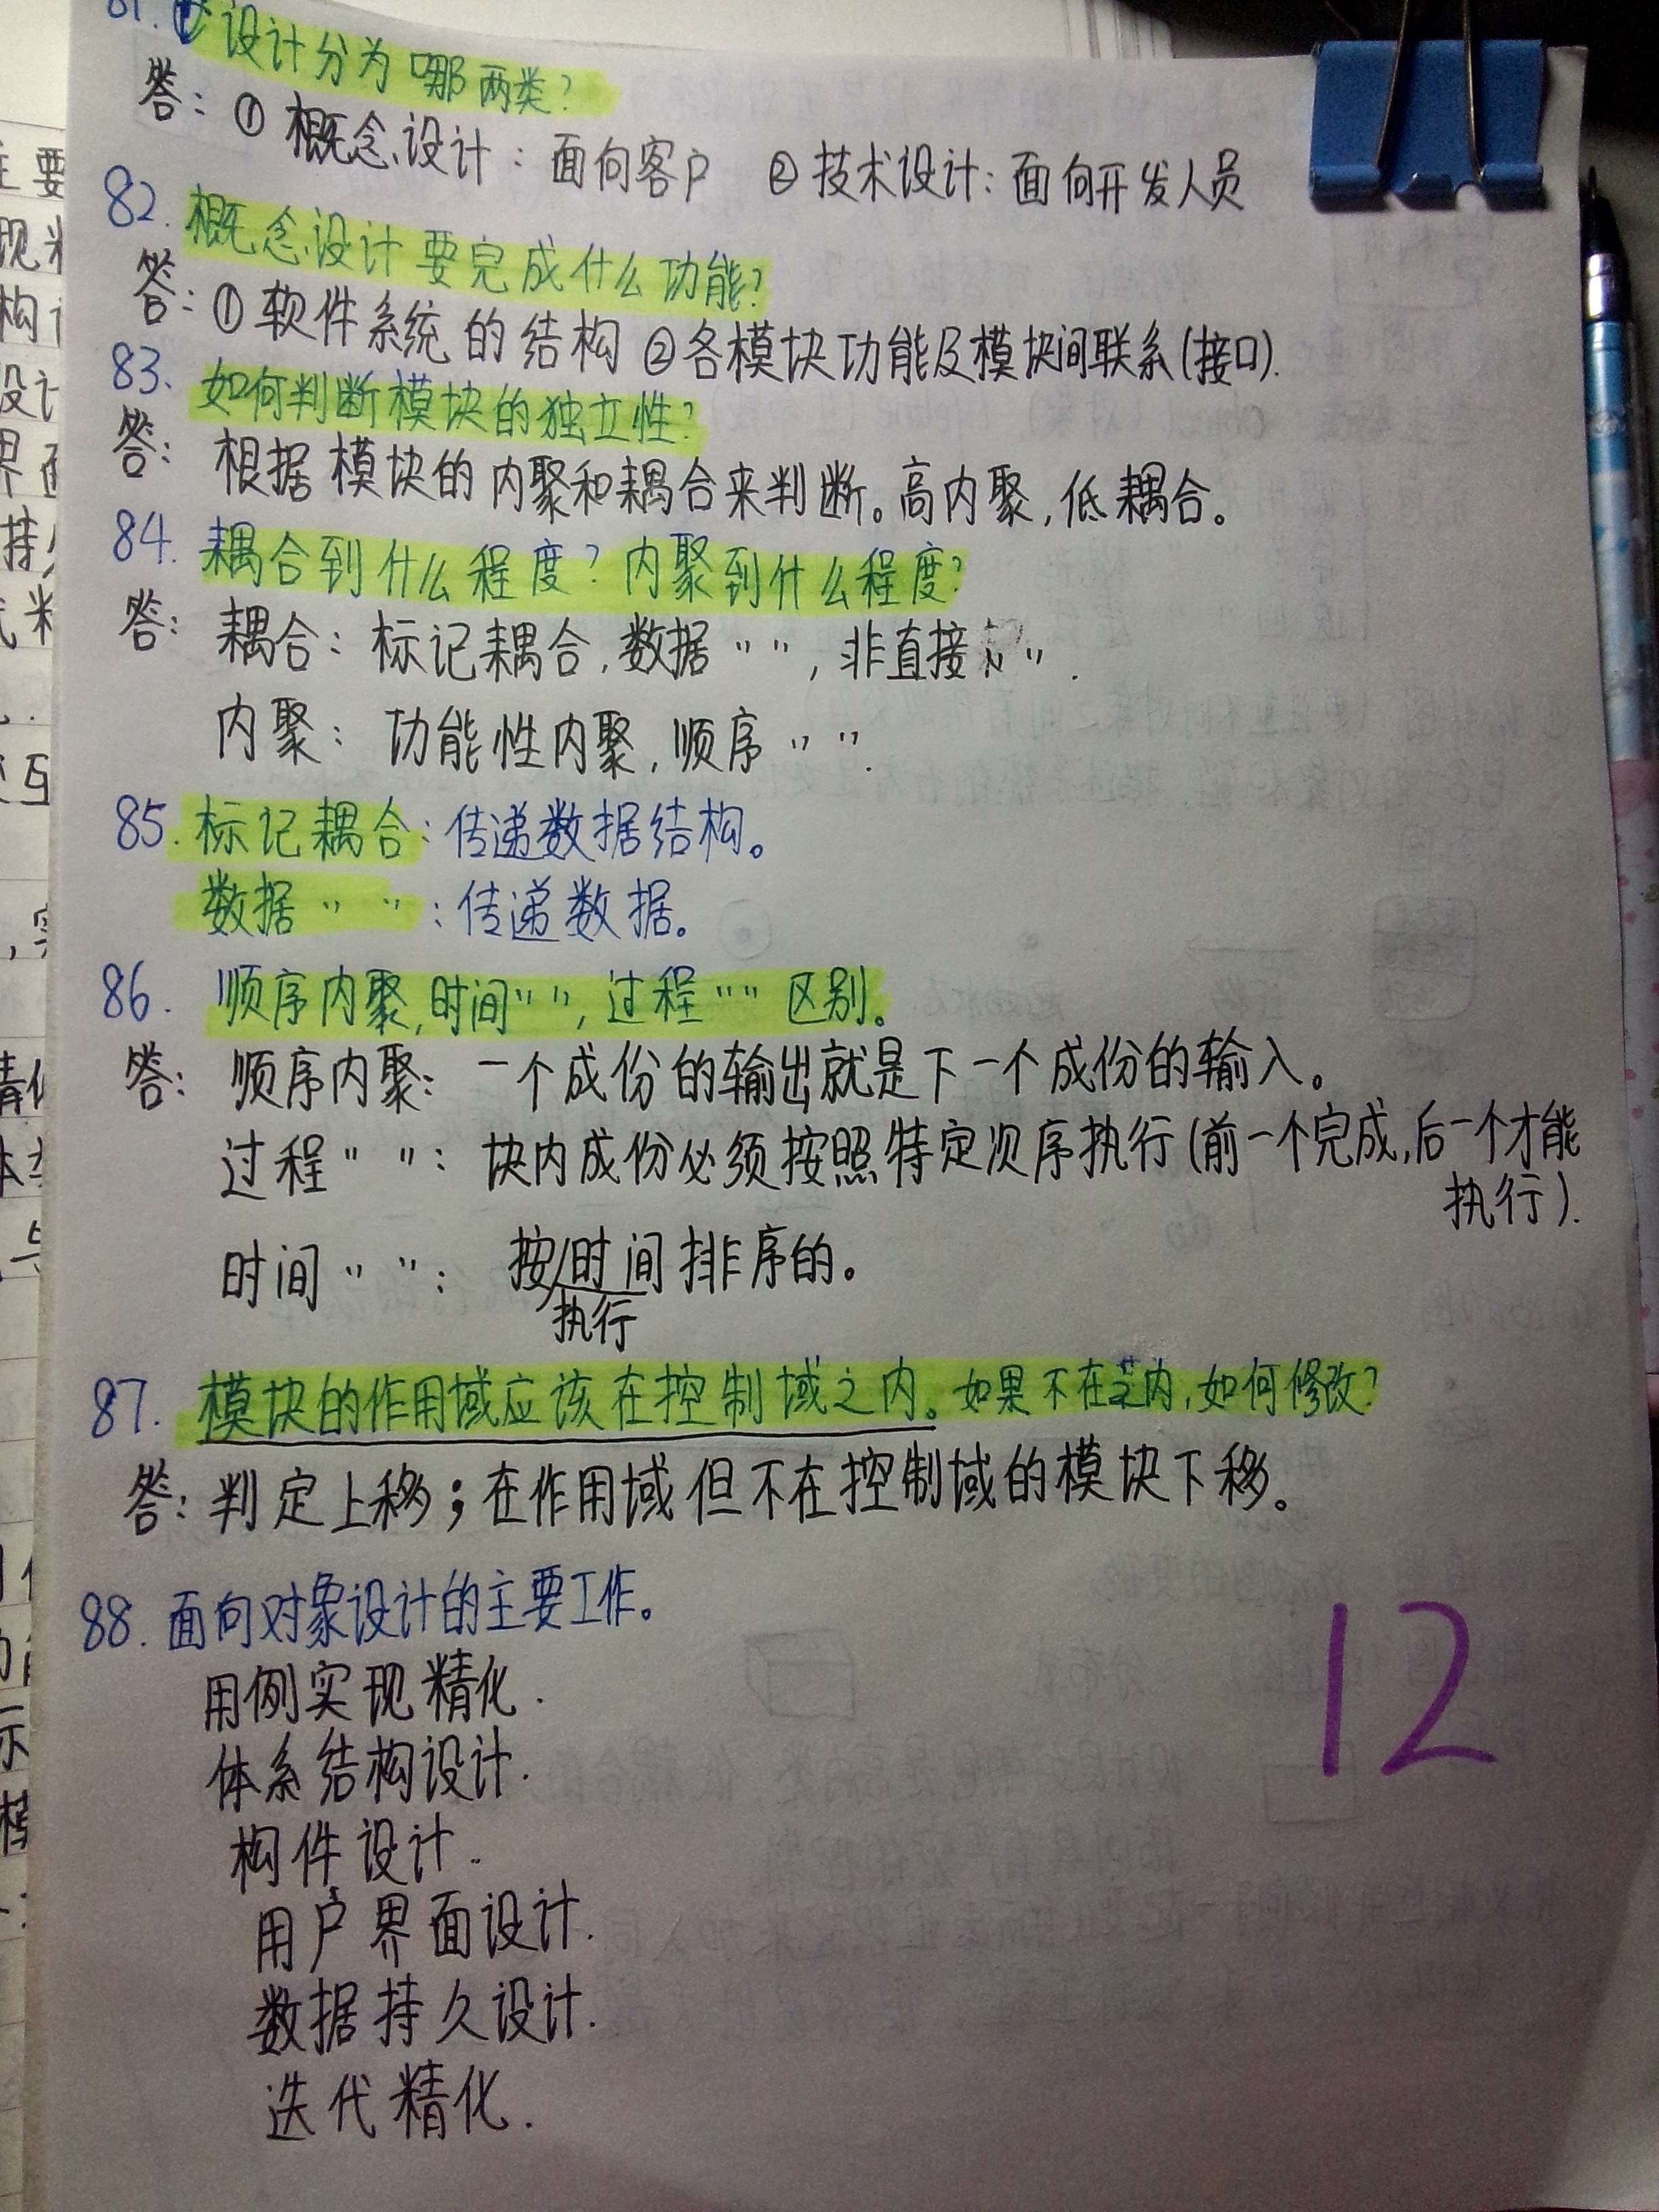 81. 设计分为哪两类?
答: ① 概念设计: 面向客户 ② 技术设计: 面向开发人员
82. 概念设计要完成什么功能?
答: ①软件系统的结构 ②各模块功能及模块间联系(接口).
83. 如何判断模块的独立性?
答: 根据模块的内聚和耦合来判断。高内聚,低耦合。
84. 耦合到什么程度? 内聚到什么程度?
答: 耦合: 标记耦合, 数据 " ", 非直接 " ".
内聚: 功能性内聚, 顺序 " ".
85. 标记耦合: 传递数据结构。
数据 " ": 传递数据。
86. 顺序内聚, 时间" ", 过程" " 区别。
答: 顺序内聚: 一个成份的输出就是下一个成份的输入。
过程 " ": 块内成份必须按照特定次序执行(前一个完成,后一个才能
执行).
时间 " ": 按时间排序的。
执行
87. 模块的作用域应该在控制域之内。如果不在内, 如何修改?
答: 判定上移; 在作用域但不在控制域的模块下移。
88. 面向对象设计的主要工作。
用例实现精化.
体系结构设计.
构件设计.
用户界面设计.
数据持久设计.
迭代精化.
12